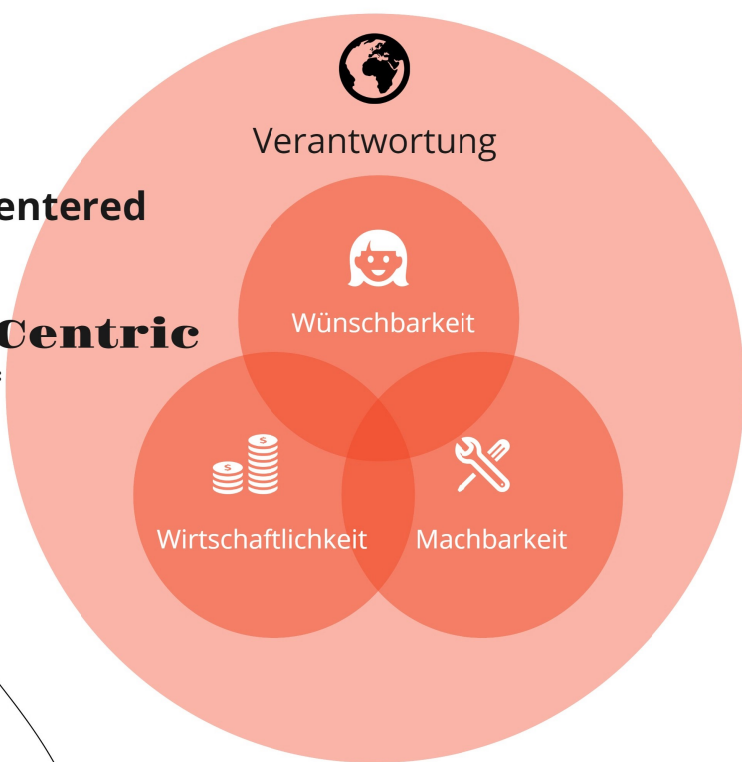 Verantwortung
entered
Wünschbarkeit
Centric
Wirtschaftlichkeit
Machbarkeit